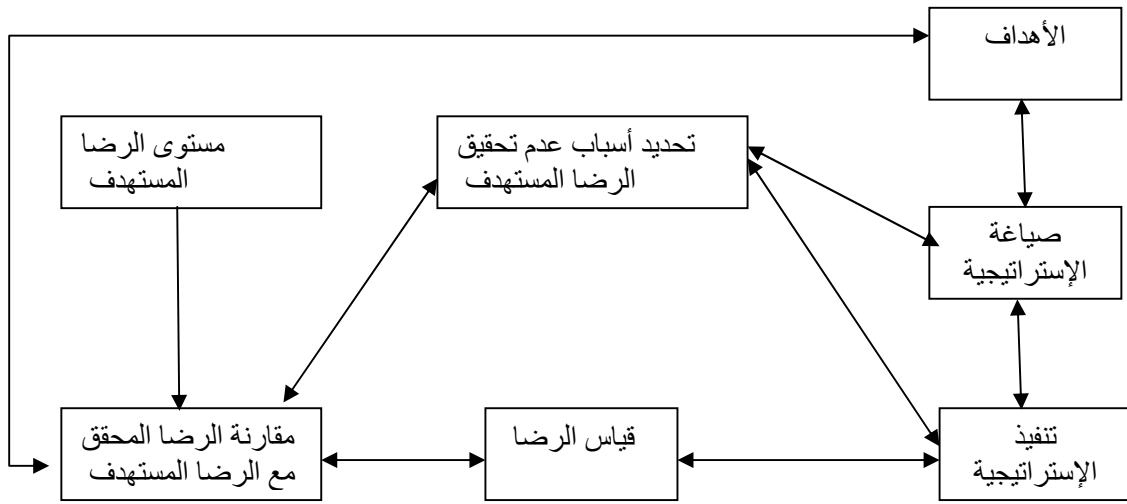 الأهداف
تحديد أسباب عدم تحقيق
الرضا المستهدف
مستوى الرضا
المستهدف
صياغة
الإستراتيجية
تنفيذ
الإستراتيجية
قياس الرضا
مقارنة الرضا المحقق
مع الرضا المستهدف